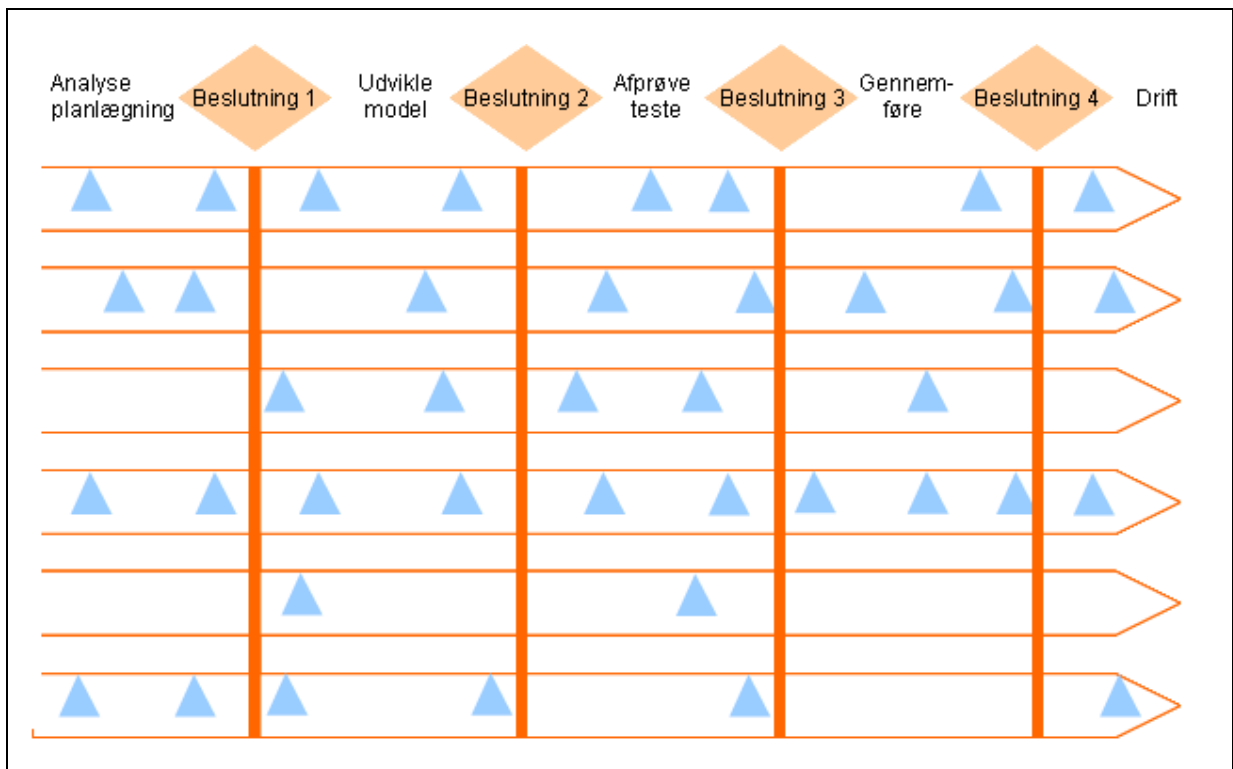 Analyse
planlægning
Beslutning 1
Udvikle
model
Beslutning 2
Afprøve
teste
Beslutning 3
Gennem-
føre
Beslutning 4
Drift